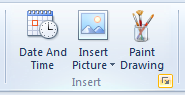 Date And Time
Insert Picture
Paint Drawing
Insert